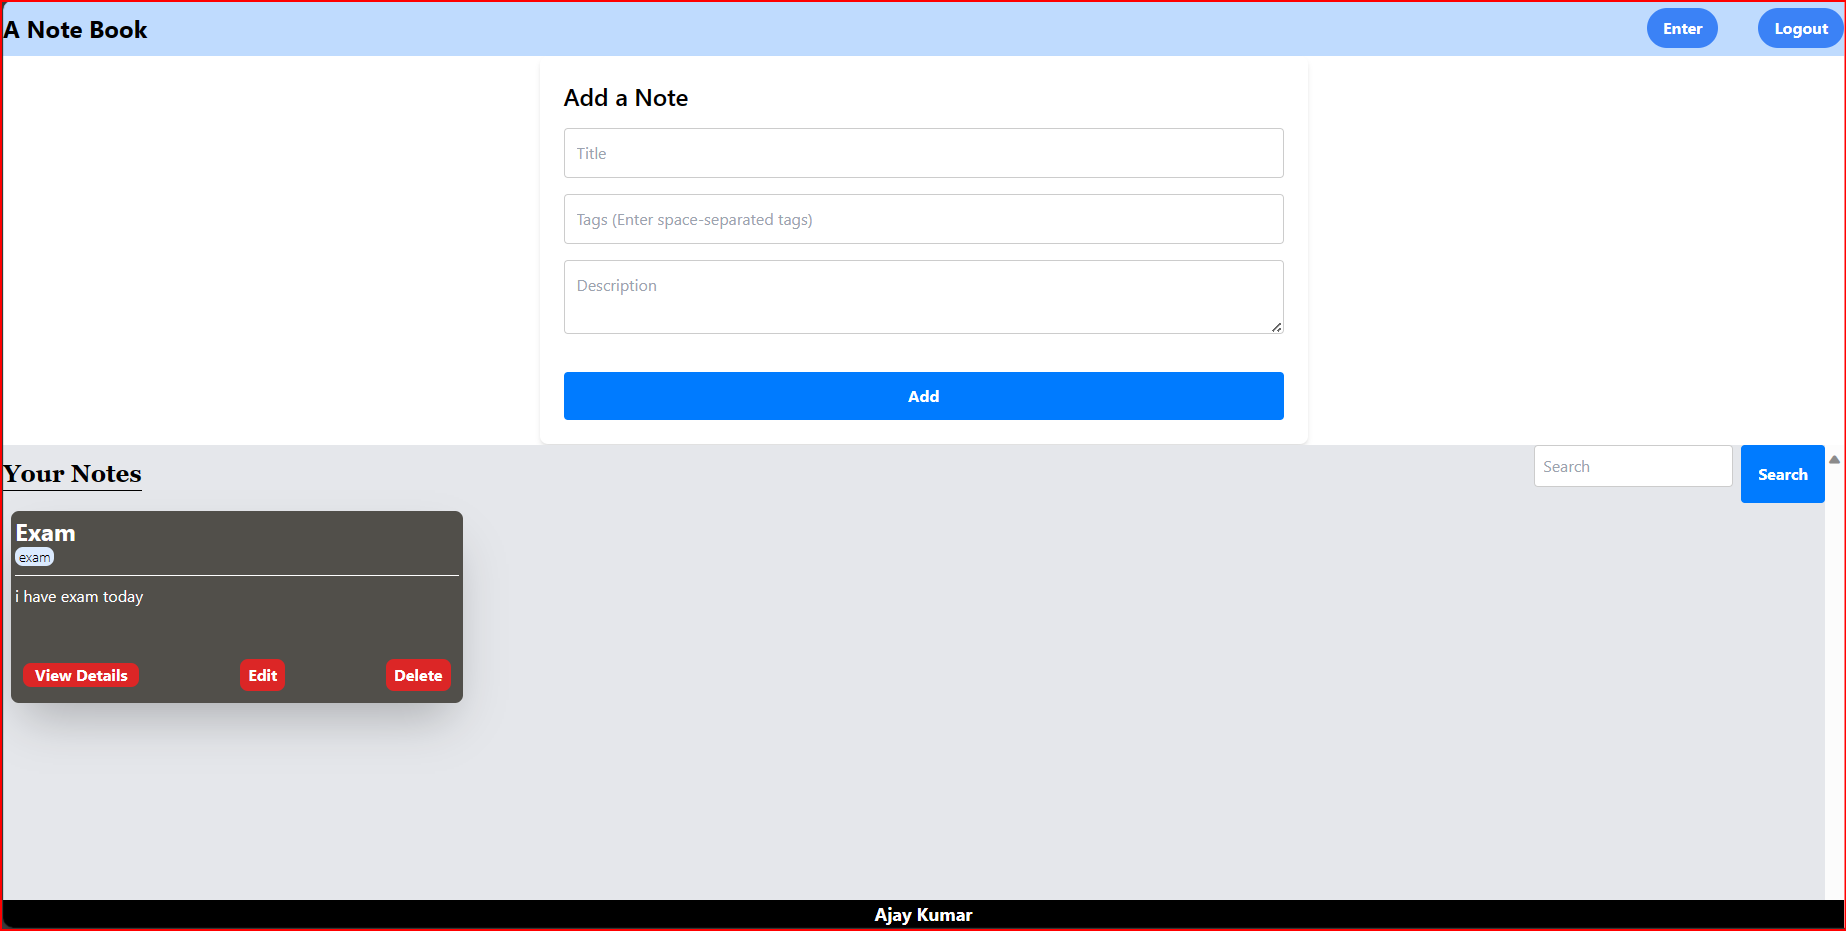 A Note Book
Enter
Logout
Add a Note
Title
Tags (Enter space-separated tags)
Description
Add
Your Notes
Search
Search
Exam
exam
i have exam today
View Details
Edit
Delete
Ajay Kumar